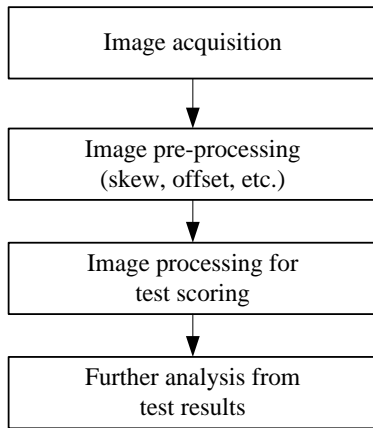 Image acquisition
Image pre-processing
(skew, offset, etc.)
Image processing for
test scoring
Further analysis from
test results